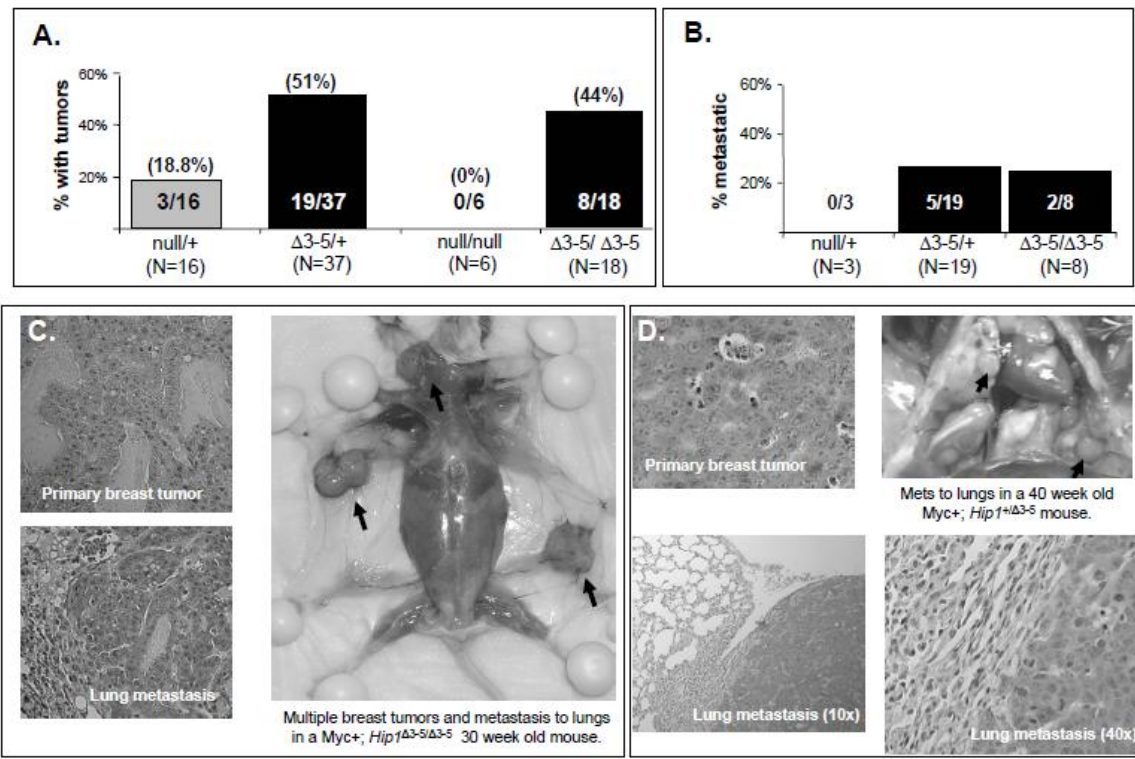 A.
% with tumors
60%
40%
20%
(18.8%)
(51%)
(0%)
(44%)
3/16
19/37
0/6
8/18
null/+
(N=16)
Δ3-5/+
(N=37)
null/null
(N=6)
Δ3-5/ Δ3-5
(N=18)
B.
% metastatic
60%
40%
20%
0/3
5/19
2/8
null/+
(N=3)
Δ3-5/+
(N=19)
Δ3-5/Δ3-5
(N=8)
C.
Primary breast tumor
Lung metastasis
Multiple breast tumors and metastasis to lungs
in a Myc+; Hip1Δ3-5/Δ3-5 30 week old mouse.
D.
Primary breast tumor
Mets to lungs in a 40 week old
Myc+; Hip1+/Δ3-5 mouse.
Lung metastasis (10x)
Lung metastasis (40x)